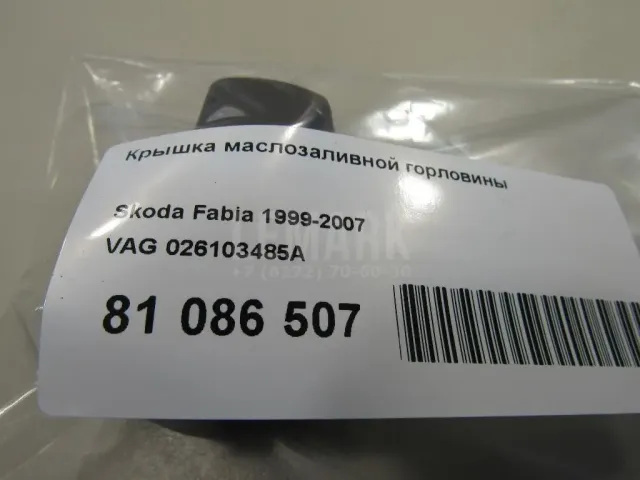 Крышка маслозаливной горловины
Skoda Fabia 1999-2007
VAG 026103485A
81 086 507